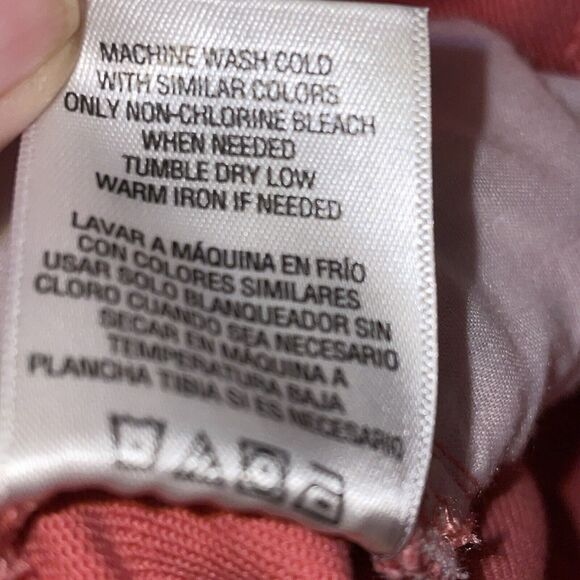 MACHINE WASH COLD
WITH SIMILAR COLORS
ONLY NON-CHLORINE BLEACH
WHEN NEEDED
TUMBLE DRY LOW
WARM IRON IF NEEDED
LAVAR A MÁQUINA EN FRÍO
CON COLORES SIMILARES
USAR SOLO BLANQUEADOR SIN
CLORO CUANDO SEA NECESARIO
SECAR EN MÁQUINA A
TEMPERATURA BAJA
PLANCHA TIBIA SI ES NECESARIO